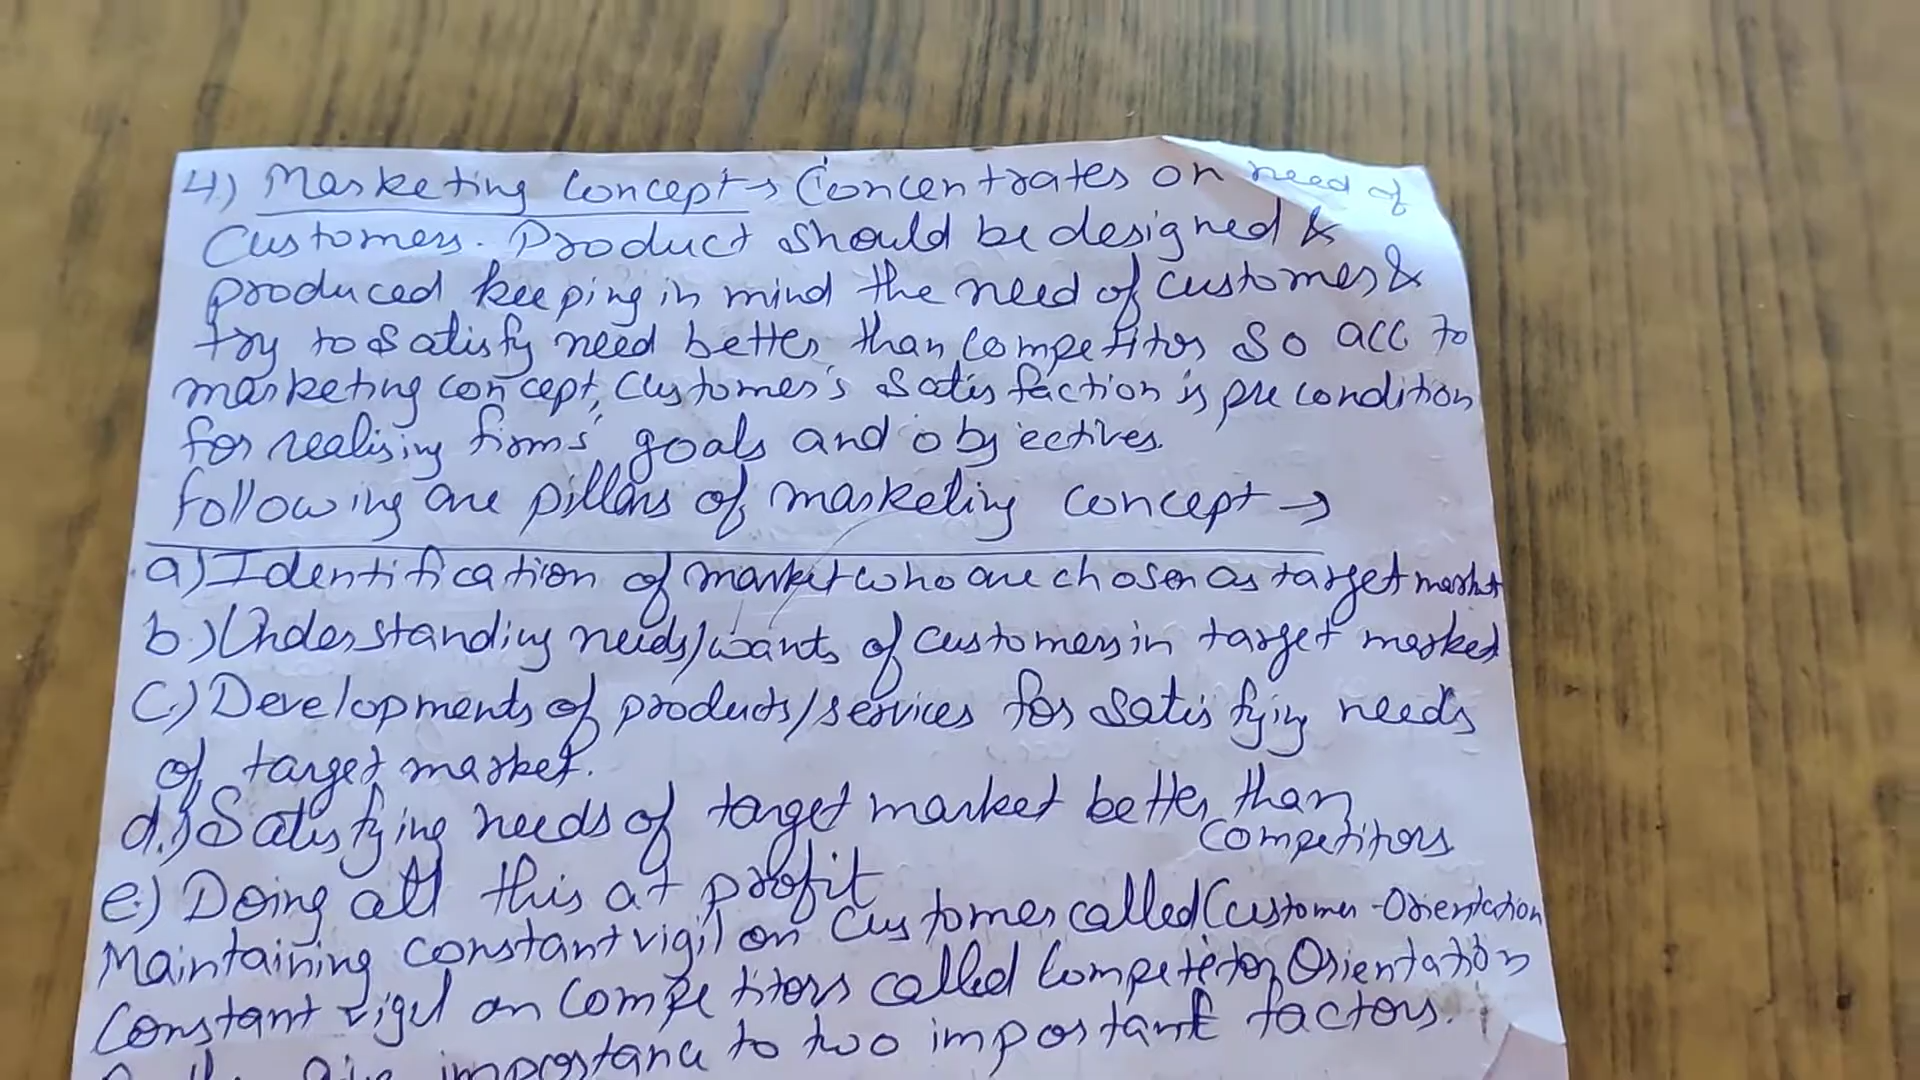 4.) Marketing Concept → Concentrates on need of
Customers. Product should be designed &
produced keeping in mind the need of customer &
try to satisfy need better than competitor so acc to
marketing concept, Customer's satisfaction is pre condition
for realising firms' goals and objectives.
Following are pillars of marketing concept →
a) Identification of market who are chosen as target market
b.) Understanding needs/wants of customers in target market
C.) Developments of products/services for satisfying needs
of target market.
d.) Satisfying needs of target market better than
competitors
e.) Doing all this at profit
Maintaining constant vigil on customer called Customer-Orientation
Constant vigil on Competitors called Competitor Orientation
Give importance to two important factors.